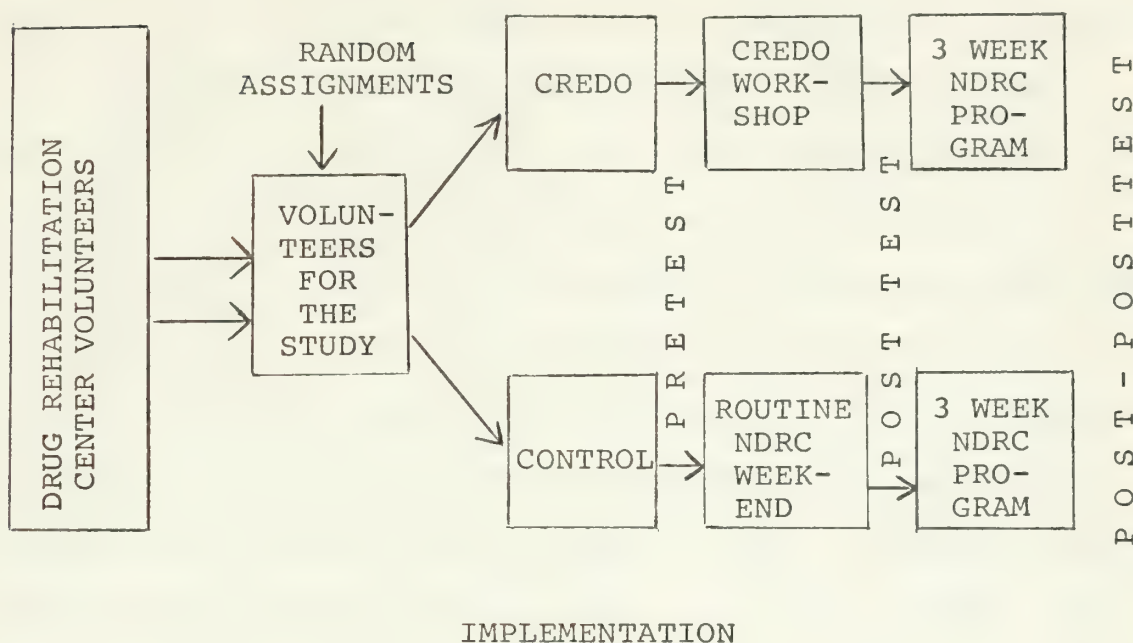 DRUG REHABILITATION
CENTER VOLUNTEERS
RANDOM
ASSIGNMENTS
VOLUN-
TEERS
FOR
THE
STUDY
CREDO
PRETEST
CREDO
WORK-
SHOP
POST TEST
3 WEEK
NDRC
PRO-
GRAM
CONTROL
ROUTINE
NDRC
WEEK-
END
3 WEEK
NDRC
PRO-
GRAM
POST-POSTTEST
IMPLEMENTATION